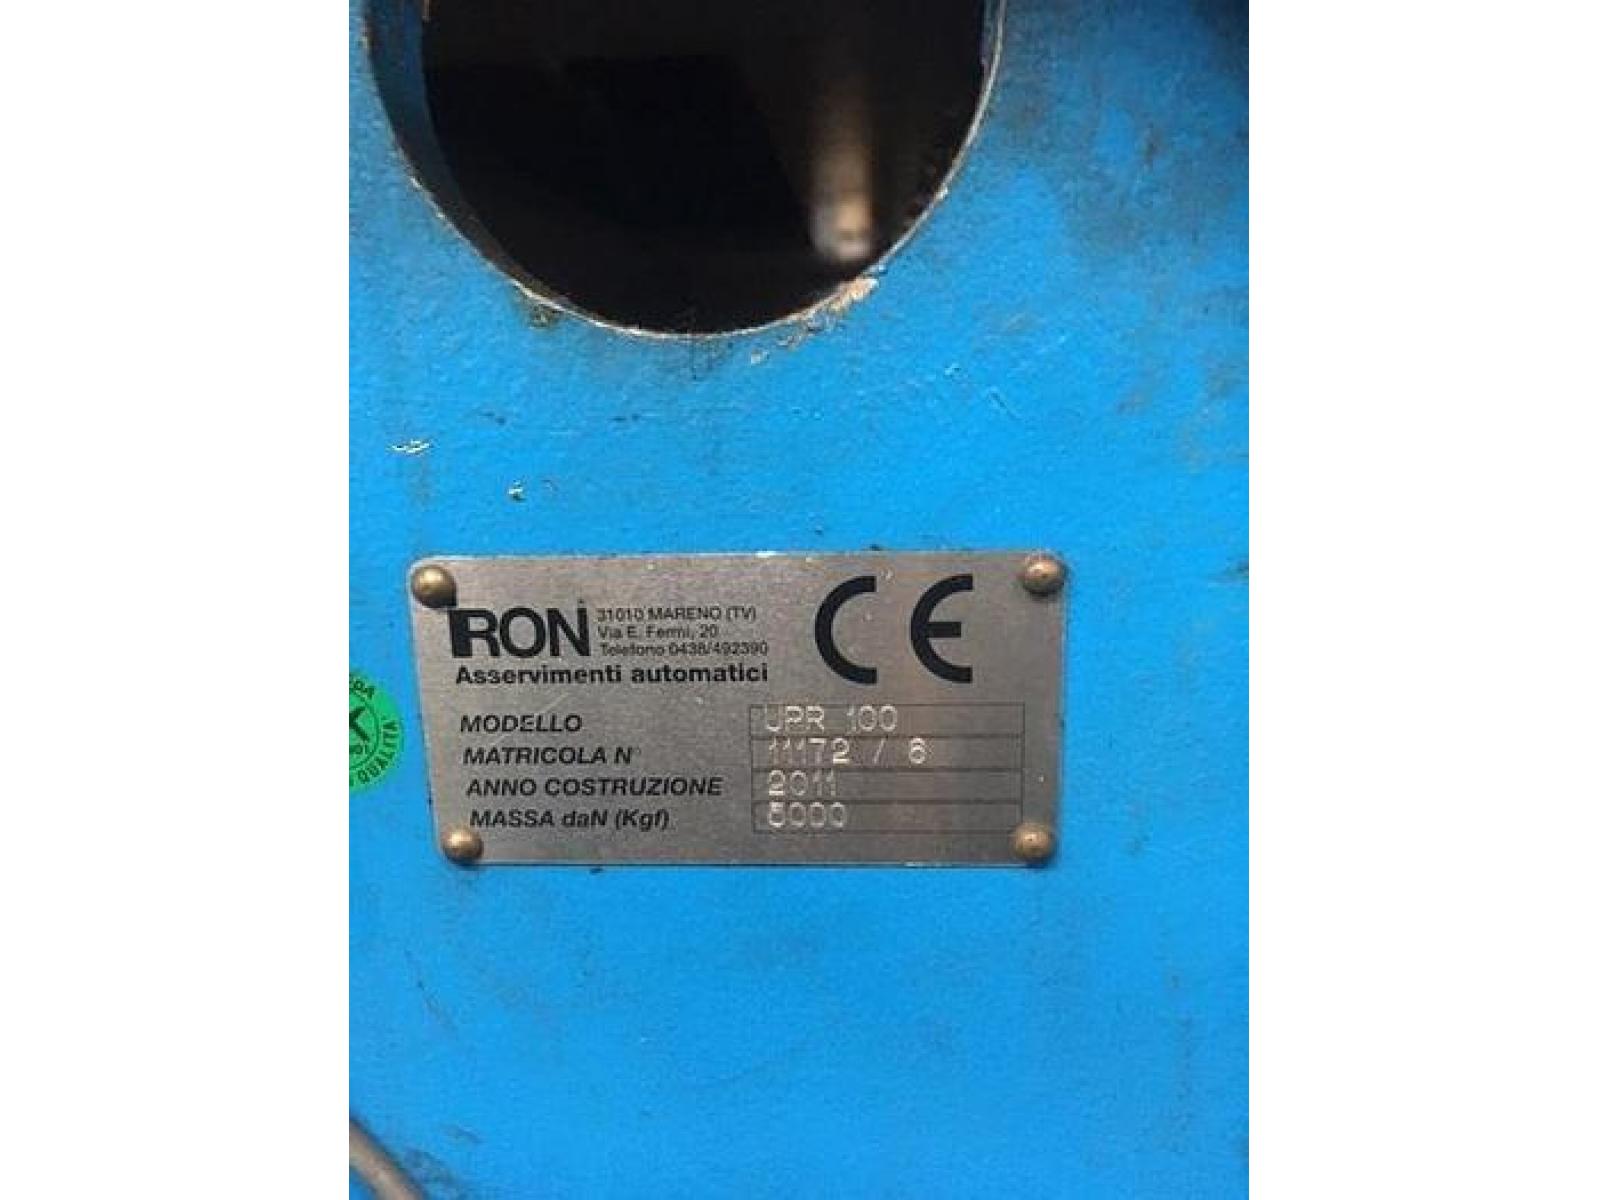 IRON
31010 MARENO (TV)
Via E. Fermi, 20
Telefono 0438/492390
Asservimenti automatici
CE
MODELLO UPR 100
MATRICOLA N° 11172 / 6
ANNO COSTRUZIONE 2011
MASSA daN (Kgf) 5000